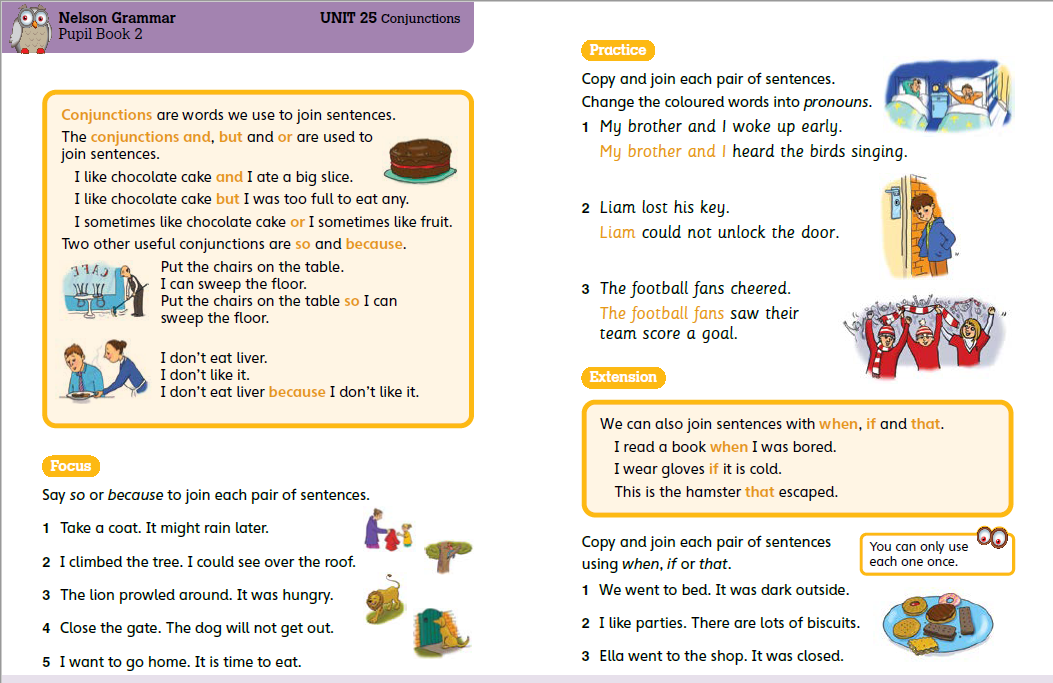 Nelson Grammar
Pupil Book 2
UNIT 25 Conjunctions
Conjunctions are words we use to join sentences.
The conjunctions and, but and or are used to
join sentences.
I like chocolate cake and I ate a big slice.
I like chocolate cake but I was too full to eat any.
I sometimes like chocolate cake or I sometimes like fruit.
Two other useful conjunctions are so and because.
CAFE
Put the chairs on the table.
I can sweep the floor.
Put the chairs on the table so I can
sweep the floor.
I don't eat liver.
I don't like it.
I don't eat liver because I don't like it.
Focus
Say so or because to join each pair of sentences.
1 Take a coat. It might rain later.
2 I climbed the tree. I could see over the roof.
3 The lion prowled around. It was hungry.
4 Close the gate. The dog will not get out.
5 I want to go home. It is time to eat.
Practice
Copy and join each pair of sentences.
Change the coloured words into pronouns.
1 My brother and I woke up early.
My brother and I heard the birds singing.
2 Liam lost his key.
Liam could not unlock the door.
3 The football fans cheered.
The football fans saw their
team score a goal.
Extension
We can also join sentences with when, if and that.
I read a book when I was bored.
I wear gloves if it is cold.
This is the hamster that escaped.
Copy and join each pair of sentences
using when, if or that.
You can only use
each one once.
1 We went to bed. It was dark outside.
2 I like parties. There are lots of biscuits.
3 Ella went to the shop. It was closed.